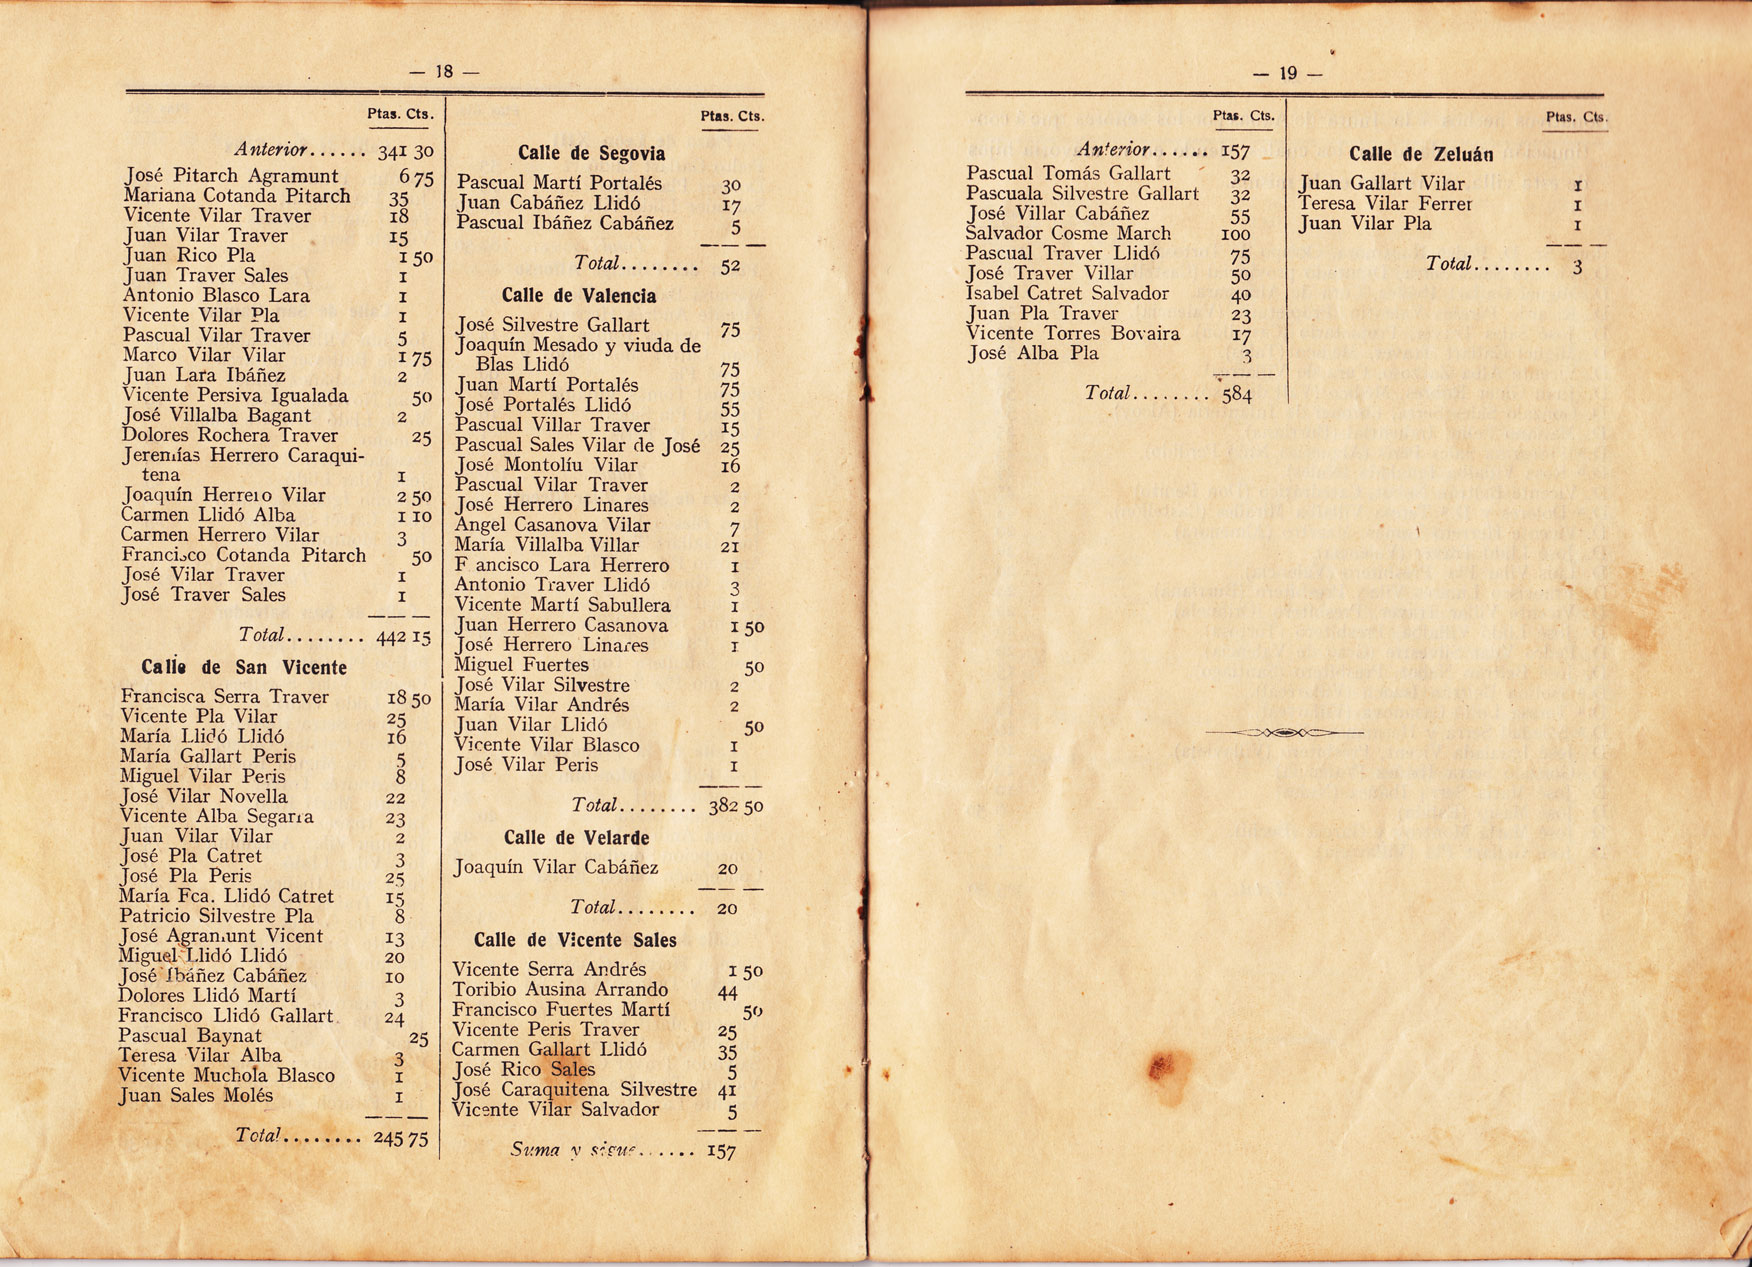 — 18 —
Ptas. Cts.
Anterior...... 341 30
José Pitarch Agramunt 6 75
Mariana Cotanda Pitarch 35
Vicente Vilar Traver 18
Juan Vilar Traver 15
Juan Rico Pla 1 50
Juan Traver Sales 1
Antonio Blasco Lara 1
Vicente Vilar Pla 1
Pascual Vilar Traver 5
Marco Vilar Vilar 1 75
Juan Lara Ibáñez 2
Vicente Persiva Igualada 50
José Villalba Bagant 2
Dolores Rochera Traver 25
Jeremías Herrero Caraqui-
tena 1
Joaquín Herrero Vilar 2 50
Carmen Llidó Alba 1 10
Carmen Herrero Vilar 3
Francisco Cotanda Pitarch 50
José Vilar Traver 1
José Traver Sales 1
Total........ 442 15
Calle de San Vicente
Francisca Serra Traver 18 50
Vicente Pla Vilar 25
María Llidó Llidó 16
María Gallart Peris 5
Miguel Vilar Peris 8
José Vilar Novella 22
Vicente Alba Segarra 23
Juan Vilar Vilar 2
José Pla Catret 3
José Pla Peris 25
María Fca. Llidó Catret 15
Patricio Silvestre Pla 8
José Agramunt Vicent 13
Miguel Llidó Llidó 20
José Ibáñez Cabáñez 10
Dolores Llidó Martí 3
Francisco Llidó Gallart 24
Pascual Baynat 25
Teresa Vilar Alba 3
Vicente Muchola Blasco 1
Juan Sales Molés 1
Total........ 245 75
Ptas. Cts.
Calle de Segovia
Pascual Martí Portalés 30
Juan Cabáñez Llidó 17
Pascual Ibáñez Cabáñez 5
Total........ 52
Calle de Valencia
José Silvestre Gallart 75
Joaquín Mesado y viuda de
Blas Llidó 75
Juan Martí Portalés 75
José Portalés Llidó 55
Pascual Villar Traver 15
Pascual Sales Vilar de José 25
José Montolíu Vilar 16
Pascual Vilar Traver 2
José Herrero Linares 2
Angel Casanova Vilar 7
María Villalba Villar 21
F ancisco Lara Herrero 1
Antonio Traver Llidó 3
Vicente Martí Sabullera 1
Juan Herrero Casanova 1 50
José Herrero Linares 1
Miguel Fuertes 50
José Vilar Silvestre 2
María Vilar Andrés 2
Juan Vilar Llidó 50
Vicente Vilar Blasco 1
José Vilar Peris 1
Total........ 382 50
Calle de Velarde
Joaquín Vilar Cabáñez 20
Total........ 20
Calle de Vicente Sales
Vicente Serra Andrés 1 50
Toribio Ausina Arrando 44
Francisco Fuertes Martí 50
Vicente Peris Traver 25
Carmen Gallart Llidó 35
José Rico Sales 5
José Caraquitena Silvestre 41
Vicente Vilar Salvador 5
Suma y sigue...... 157
— 19 —
Ptas. Cts.
Anterior...... 157
Pascual Tomás Gallart 32
Pascuala Silvestre Gallart 32
José Villar Cabáñez 55
Salvador Cosme March 100
Pascual Traver Llidó 75
José Traver Villar 50
Isabel Catret Salvador 40
Juan Pla Traver 23
Vicente Torres Bovaira 17
José Alba Pla 3
Total........ 584
Ptas. Cts.
Calle de Zeluán
Juan Gallart Vilar 1
Teresa Vilar Ferrer 1
Juan Vilar Pla 1
Total........ 3